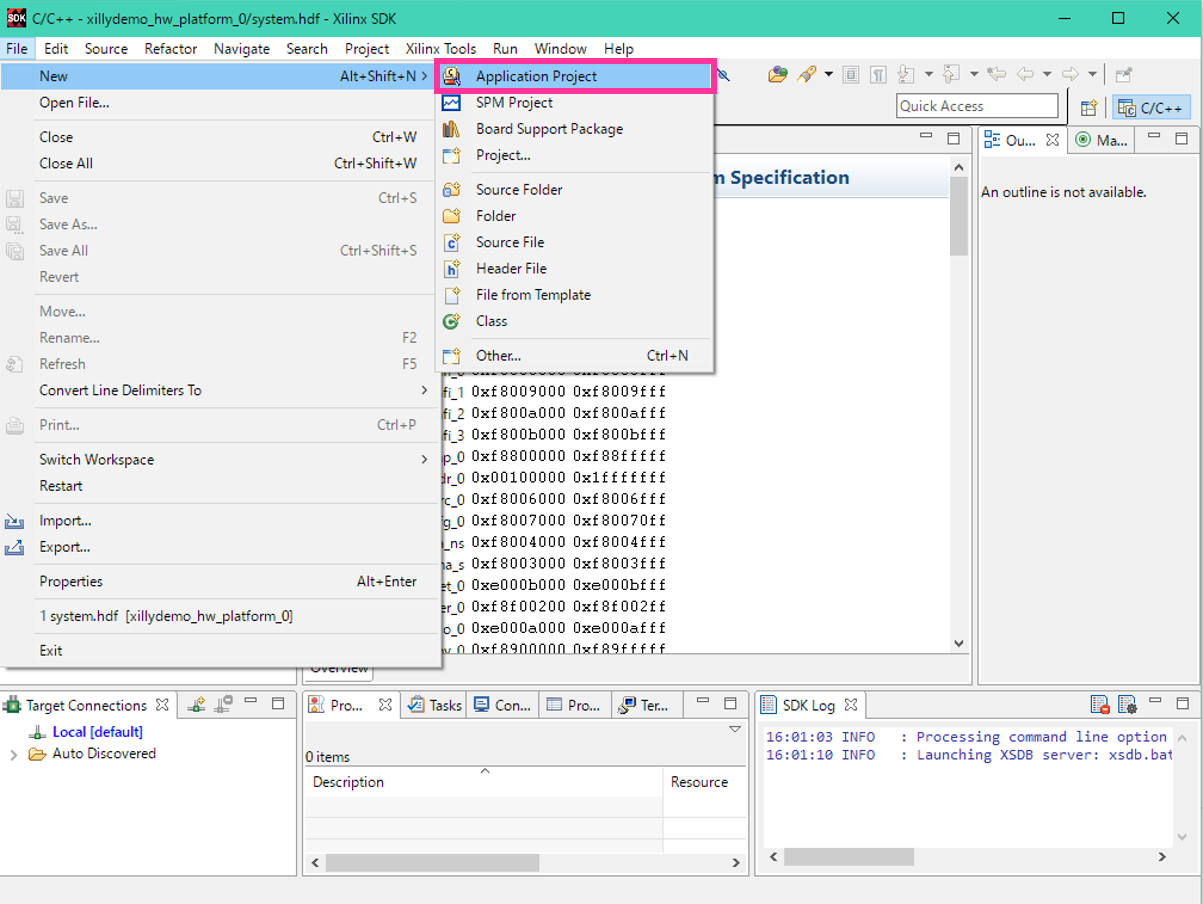 SDK C/C++ - xillydemo_hw_platform_0/system.hdf - Xilinx SDK
File Edit Source Refactor Navigate Search Project Xilinx Tools Run Window Help
New Alt+Shift+N
Open File...
Close Ctrl+W
Close All Ctrl+Shift+W
Save Ctrl+S
Save As...
Save All Ctrl+Shift+S
Revert
Move...
Rename... F2
Refresh F5
Convert Line Delimiters To
Print... Ctrl+P
Switch Workspace
Restart
Import...
Export...
Properties Alt+Enter
1 system.hdf [xillydemo_hw_platform_0]
Exit
Application Project
SPM Project
Board Support Package
Project...
Source Folder
Folder
Source File
Header File
File from Template
Class
Other... Ctrl+N
Quick Access
C/C++
Specification
fi_1 0xf8009000 0xf8009fff
fi_2 0xf800a000 0xf800afff
fi_3 0xf800b000 0xf800bfff
p_0 0xf8800000 0xf88fffff
dr_0 0x00100000 0x1fffffff
rc_0 0xf8006000 0xf8006fff
fg_0 0xf8007000 0xf80070ff
_ns 0xf8004000 0xf8004fff
na_s 0xf8003000 0xf8003fff
et_0 0xe000b000 0xe000bfff
er_0 0xf8f00200 0xf8f002ff
o_0 0xe000a000 0xe000afff
0xf8900000 0xf89fffff
Overview
Ou...
Ma...
An outline is not available.
Target Connections
Local [default]
Auto Discovered
Pro... Tasks Con... Pro... Ter...
0 items
Description Resource
SDK Log
16:01:03 INFO : Processing command line option
16:01:10 INFO : Launching XSDB server: xsdb.bat